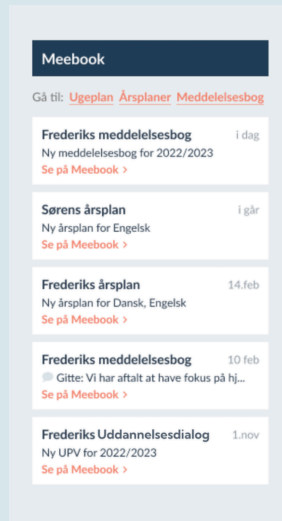 Meebook
Gå til: Ugeplan Årsplaner Meddelelsesbog
Frederiks meddelelsesbog i dag
Ny meddelelsesbog for 2022/2023
Se på Meebook >
Sørens årsplan i går
Ny årsplan for Engelsk
Se på Meebook >
Frederiks årsplan 14.feb
Ny årsplan for Dansk, Engelsk
Se på Meebook >
Frederiks meddelelsesbog 10 feb
Gitte: Vi har aftalt at have fokus på hj...
Se på Meebook >
Frederiks Uddannelsesdialog 1.nov
Ny UPV for 2022/2023
Se på Meebook >